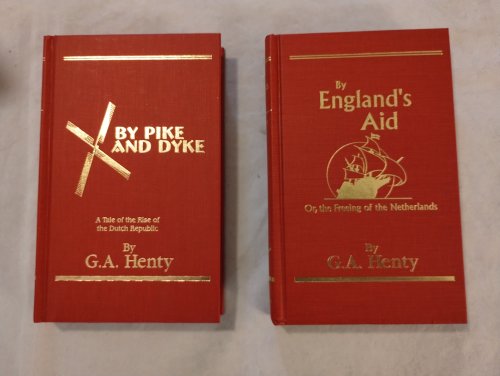 BY PIKE
AND DYKE
A Tale of the Rise of
the Dutch Republic
By
G.A. Henty
By
England's
Aid
Or, the Freeing of the Netherlands
By
G.A. Henty